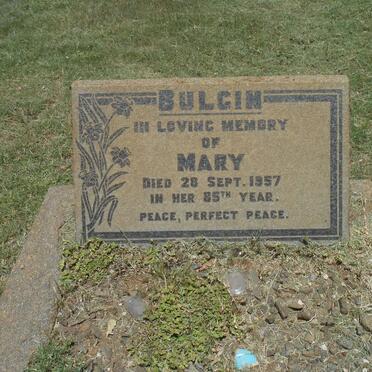 BULGIN
IN LOVING MEMORY
OF
MARY
DIED 28 SEPT. 1957
IN HER 85TH YEAR.
PEACE, PERFECT PEACE.